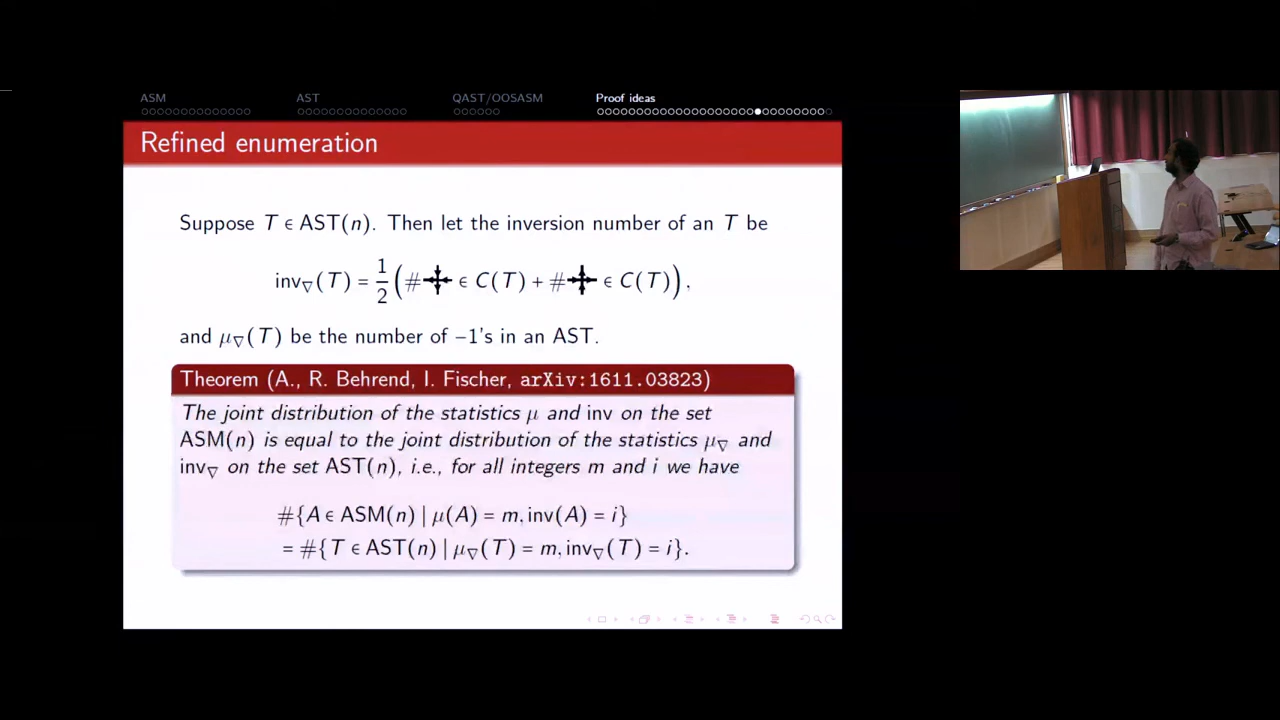 ASM AST QAST/OOSASM Proof ideas
Refined enumeration
Suppose T ∈ AST(n). Then let the inversion number of an T be
inv▽(T) = 1/2 (# ∈ C(T) + # ∈ C(T)),
and μ▽(T) be the number of −1's in an AST.
Theorem (A., R. Behrend, I. Fischer, arXiv:1611.03823)
The joint distribution of the statistics μ and inv on the set
ASM(n) is equal to the joint distribution of the statistics μ▽ and
inv▽ on the set AST(n), i.e., for all integers m and i we have
#{A ∈ ASM(n) | μ(A) = m, inv(A) = i}
= #{T ∈ AST(n) | μ▽(T) = m, inv▽(T) = i}.